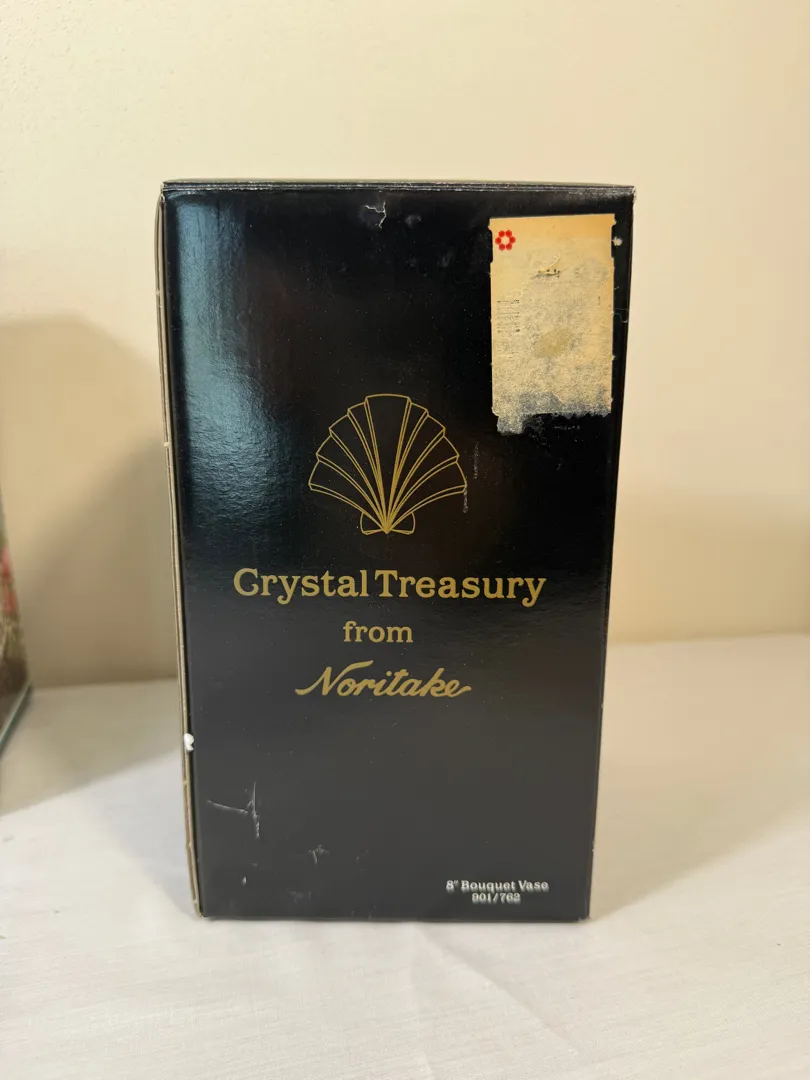 Crystal Treasury
from
Noritake
8" Bouquet Vase
901/762